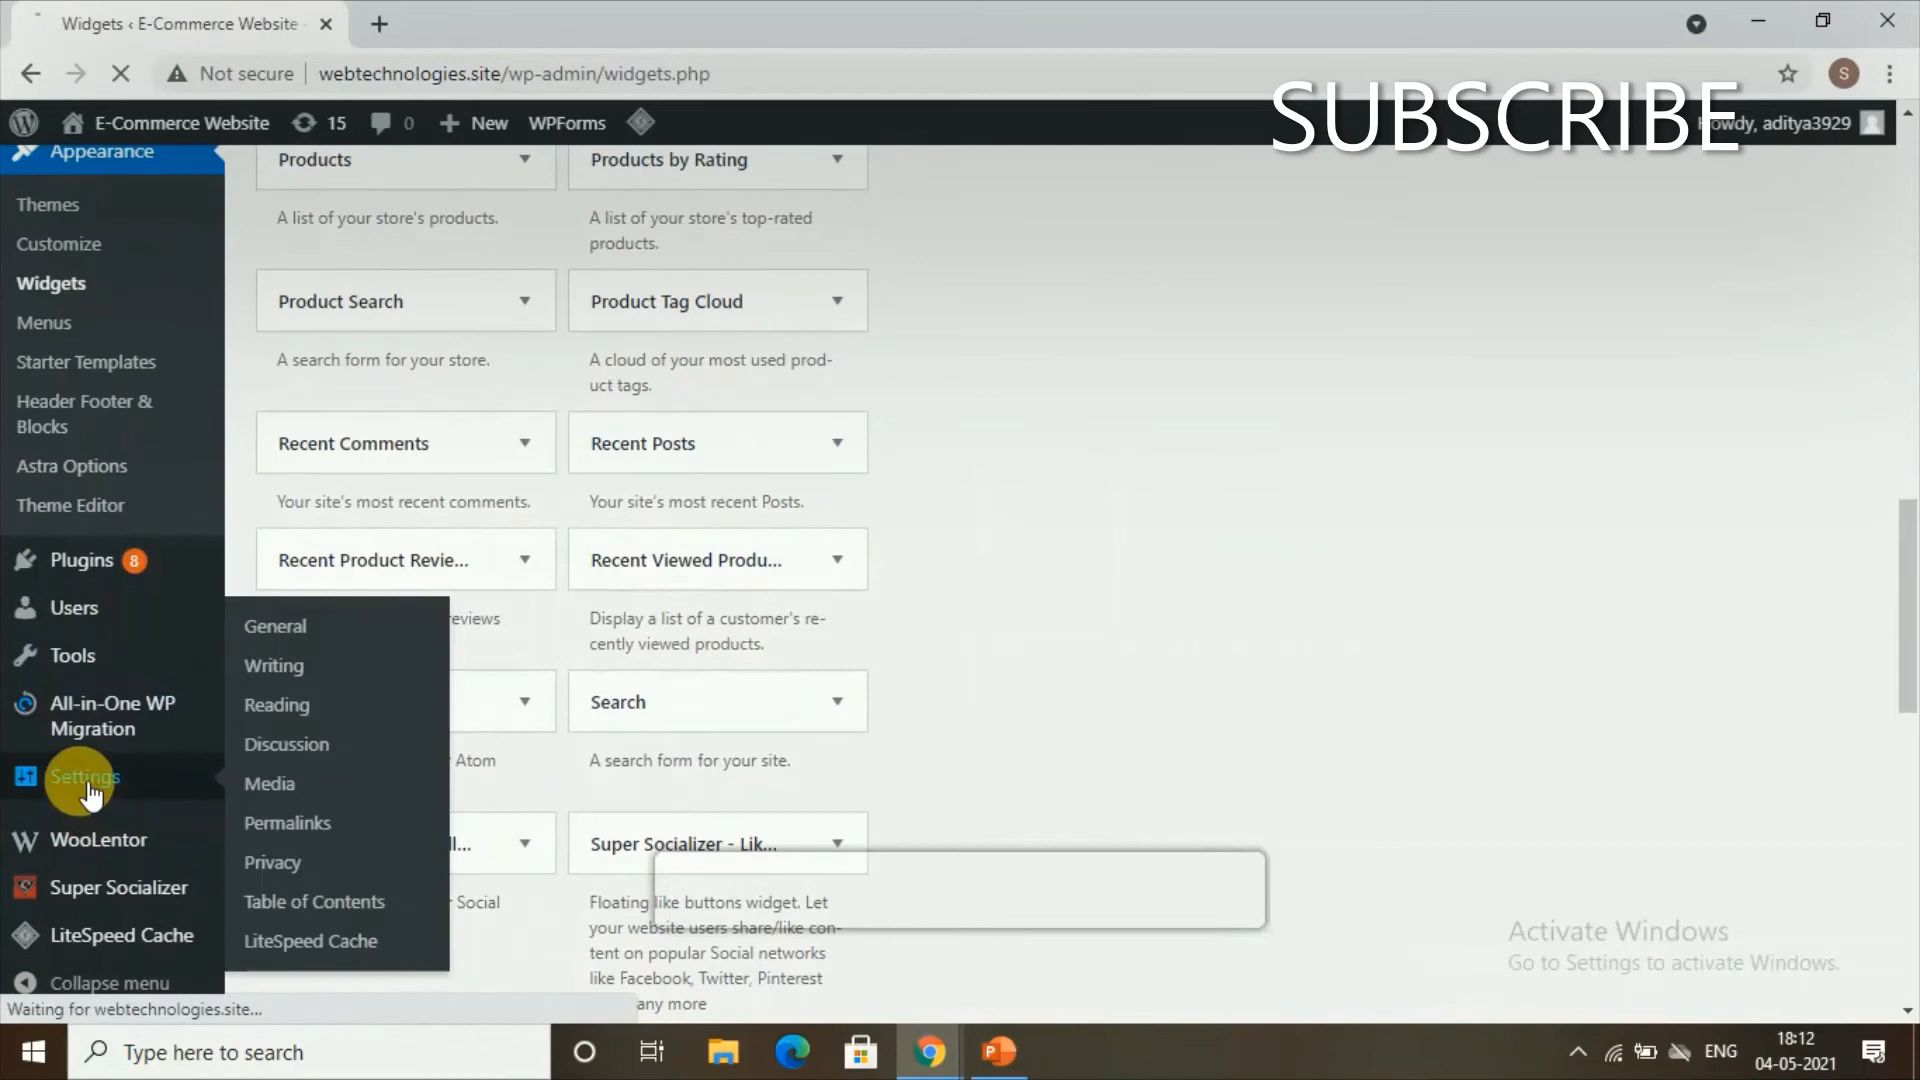 Widgets ‹ E-Commerce Website
Not secure
webtechnologies.site/wp-admin/widgets.php
S
SUBSCRIBE
E-Commerce Website
15
0
New
WPForms
Howdy, aditya3929
Appearance
Themes
Customize
Widgets
Menus
Starter Templates
Header Footer &
Blocks
Astra Options
Theme Editor
Plugins 8
Users
Tools
All-in-One WP
Migration
Settings
WooLentor
Super Socializer
LiteSpeed Cache
Collapse menu
General
Writing
Reading
Discussion
Media
Permalinks
Privacy
Table of Contents
LiteSpeed Cache
Products
A list of your store's products.
Products by Rating
A list of your store's top-rated
products.
Product Search
A search form for your store.
Product Tag Cloud
A cloud of your most used prod-
uct tags.
Recent Comments
Your site's most recent comments.
Recent Posts
Your site's most recent Posts.
Recent Product Revie...
eviews
Recent Viewed Produ...
Display a list of a customer's re-
cently viewed products.
Atom
Search
A search form for your site.
ll...
Social
Super Socializer - Lik...
Floating like buttons widget. Let
your website users share/like con-
tent on popular Social networks
like Facebook, Twitter, Pinterest
any more
Activate Windows
Go to Settings to activate Windows.
Waiting for webtechnologies.site...
Type here to search
ENG
18:12
04-05-2021